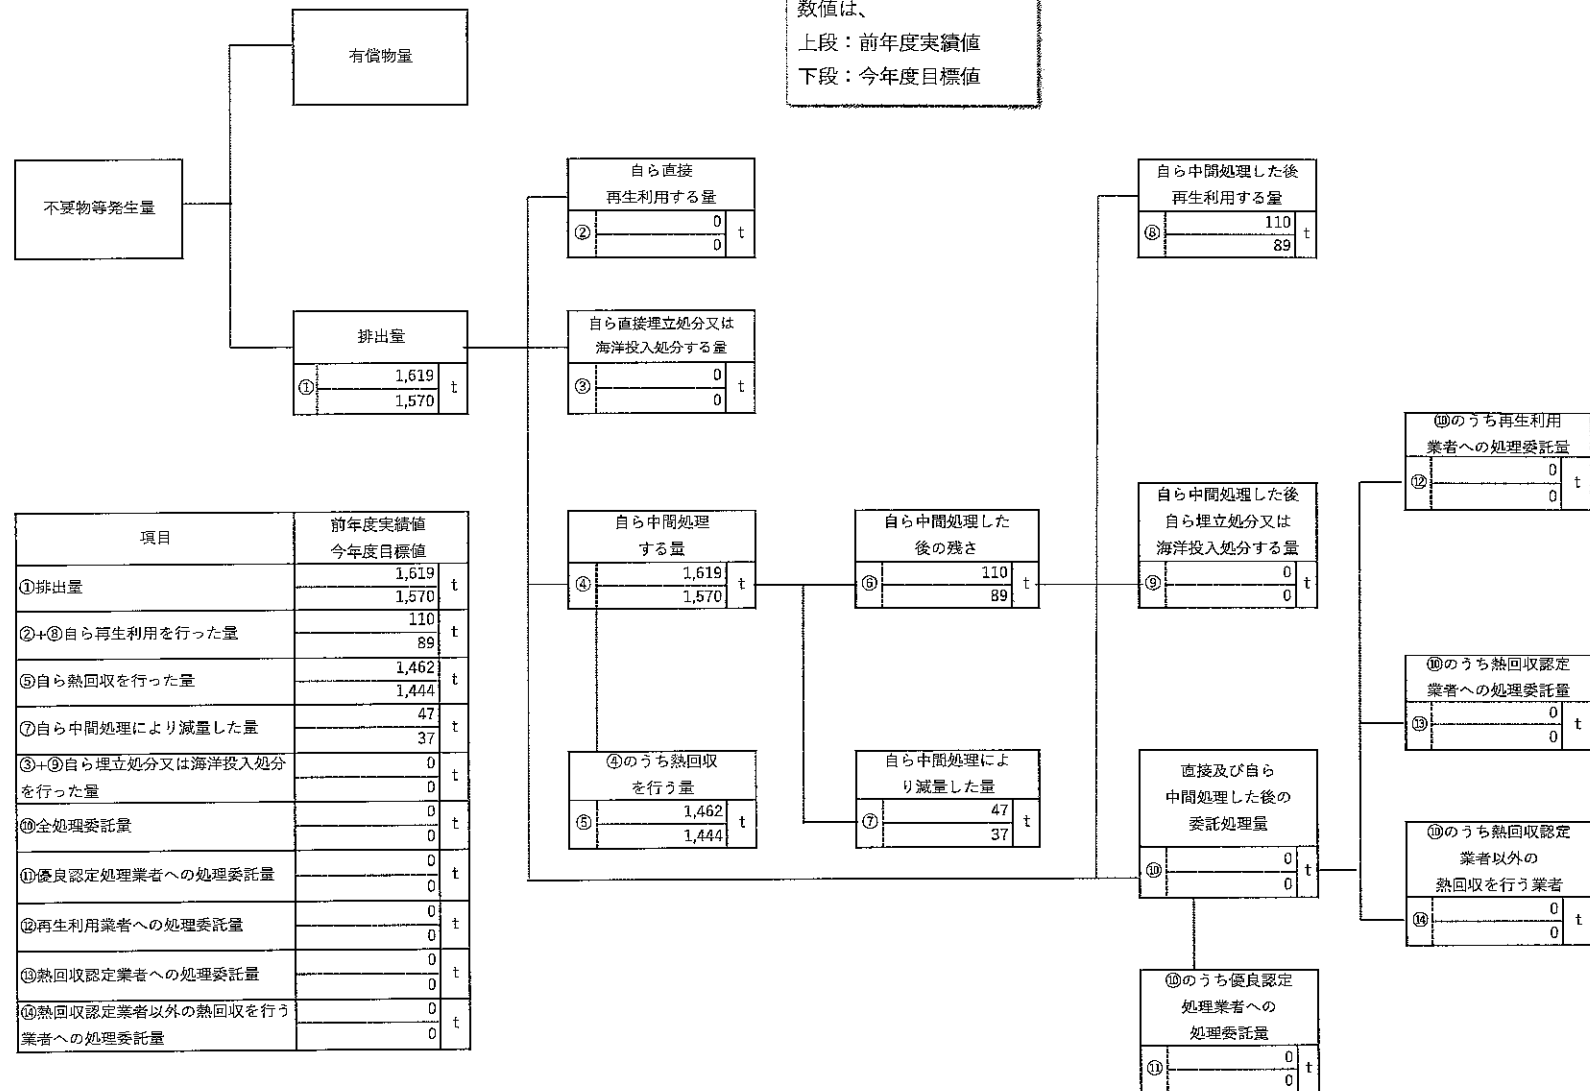 数値は、
上段：前年度実績値
下段：今年度目標値
有償物量
不要物等発生量
排出量
① 1,619 t
1,570
自ら直接
再生利用する量
② 0 t
0
自ら直接埋立処分又は
海洋投入処分する量
③ 0 t
0
自ら中間処理
する量
④ 1,619 t
1,570
④のうち熱回収
を行う量
⑤ 1,462 t
1,444
自ら中間処理した
後の残さ
⑥ 110 t
89
自ら中間処理によ
り減量した量
⑦ 47 t
37
自ら中間処理した後
再生利用する量
⑧ 110 t
89
自ら中間処理した後
自ら埋立処分又は
海洋投入処分する量
⑨ 0 t
0
直接及び自ら
中間処理した後の
委託処理量
⑩ 0 t
0
⑩のうち優良認定
処理業者への
処理委託量
⑪ 0 t
0
⑩のうち再生利用
業者への処理委託量
⑫ 0 t
0
⑩のうち熱回収認定
業者への処理委託量
⑬ 0 t
0
⑩のうち熱回収認定
業者以外の
熱回収を行う業者
⑭ 0 t
0
項目 前年度実績値
今年度目標値
①排出量 1,619 t
1,570
②+⑧自ら再生利用を行った量 110 t
89
⑤自ら熱回収を行った量 1,462 t
1,444
⑦自ら中間処理により減量した量 47 t
37
③+⑨自ら埋立処分又は海洋投入処分 0 t
を行った量 0
⑩全処理委託量 0 t
0
⑪優良認定処理業者への処理委託量 0 t
0
⑫再生利用業者への処理委託量 0 t
0
⑬熱回収認定業者への処理委託量 0 t
0
⑭熱回収認定業者以外の熱回収を行う 0 t
業者への処理委託量 0